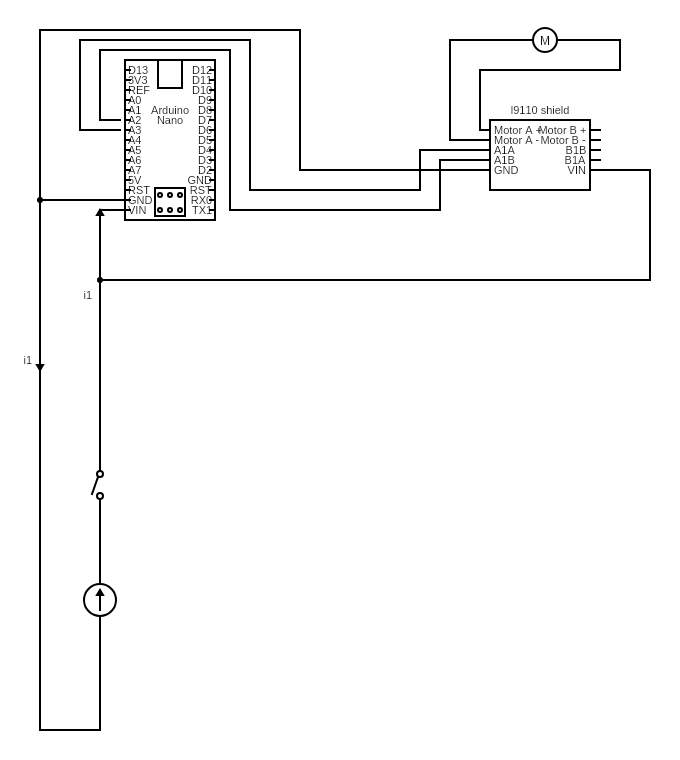 M
l9110 shield
D13 D12
3V3 D11
REF D10
A0 D9
A1 Arduino D8
A2 Nano D7
A3 D6
A4 D5
A5 D4
A6 D3
A7 D2
5V GND
RST RST
GND RX0
VIN TX1
Motor A + Motor B +
Motor A - Motor B -
A1A B1B
A1B B1A
GND VIN
i1
i1